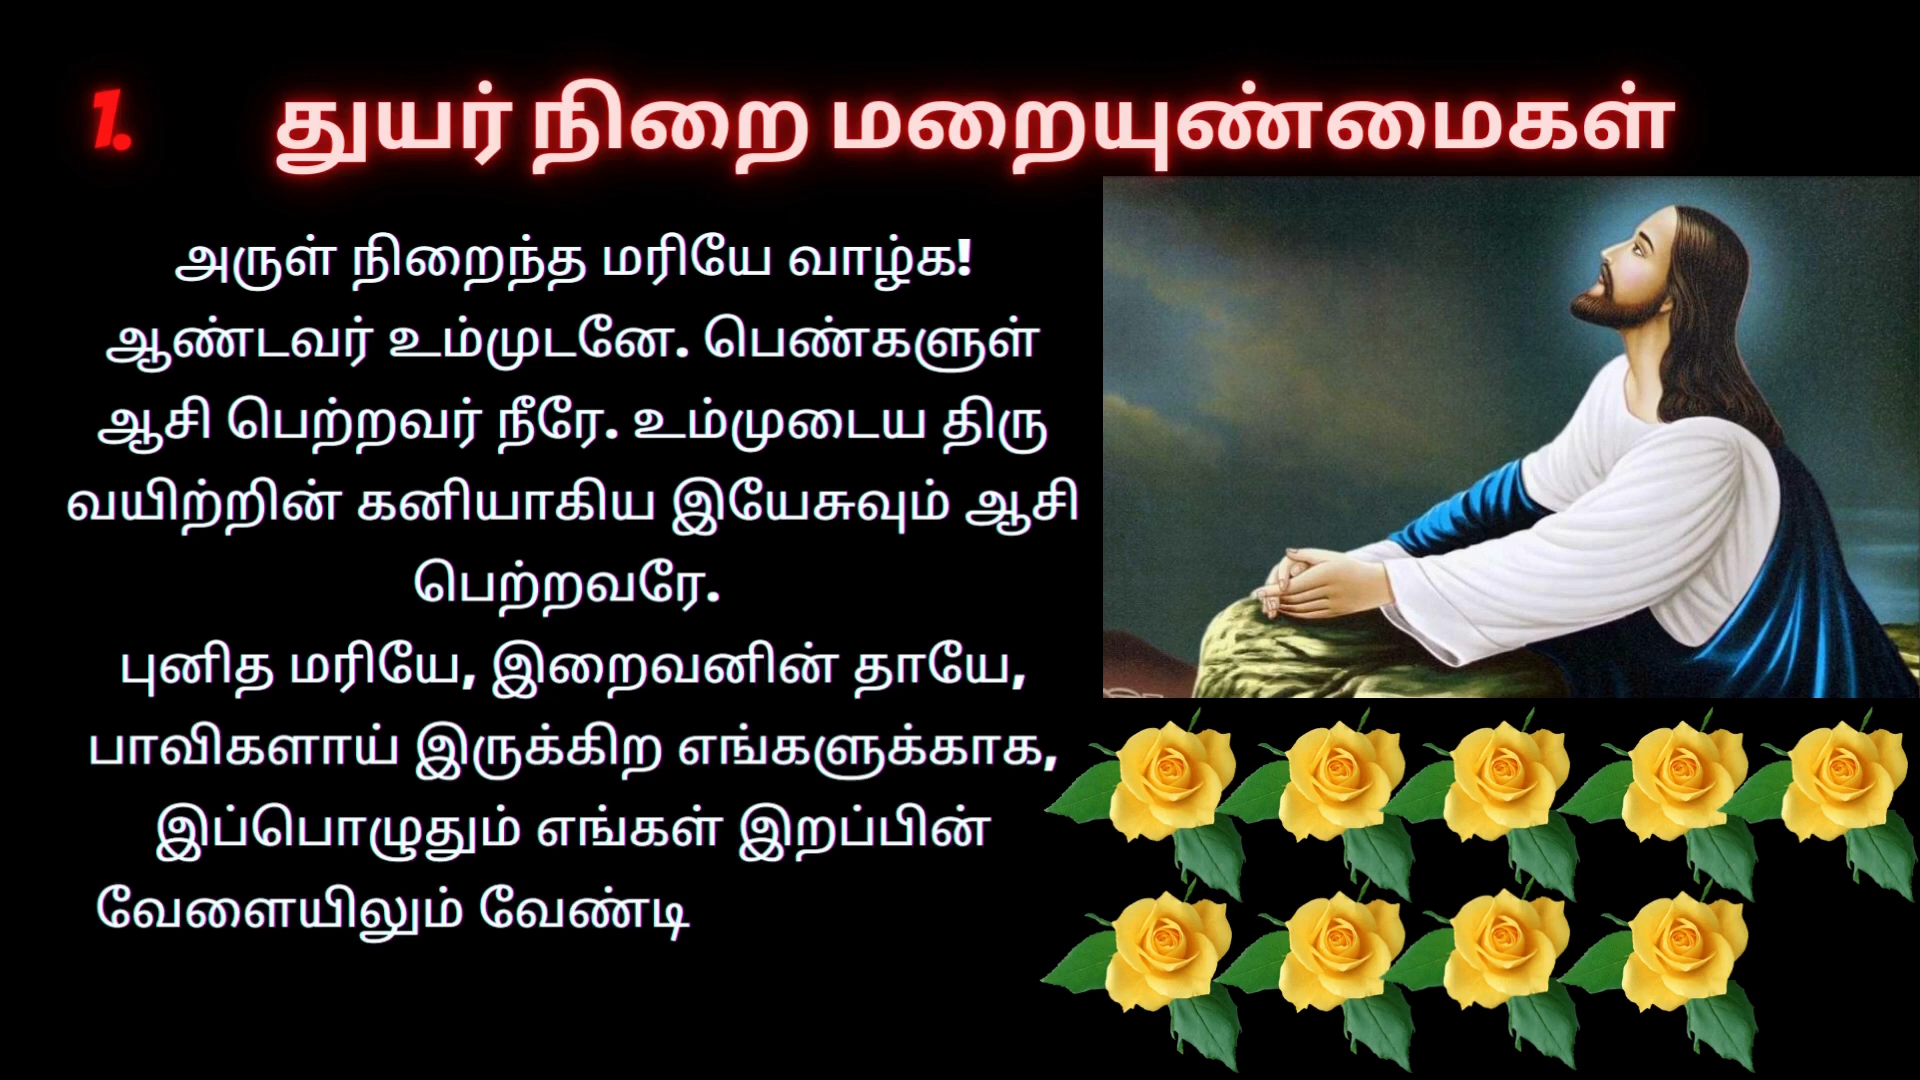 1. துயர் நிறை மறையுண்மைகள்
அருள் நிறைந்த மரியே வாழ்க!
ஆண்டவர் உம்முடனே. பெண்களுள்
ஆசி பெற்றவர் நீரே. உம்முடைய திரு
வயிற்றின் கனியாகிய இயேசுவும் ஆசி
பெற்றவரே.
புனித மரியே, இறைவனின் தாயே,
பாவிகளாய் இருக்கிற எங்களுக்காக,
இப்பொழுதும் எங்கள் இறப்பின்
வேளையிலும் வேண்டி